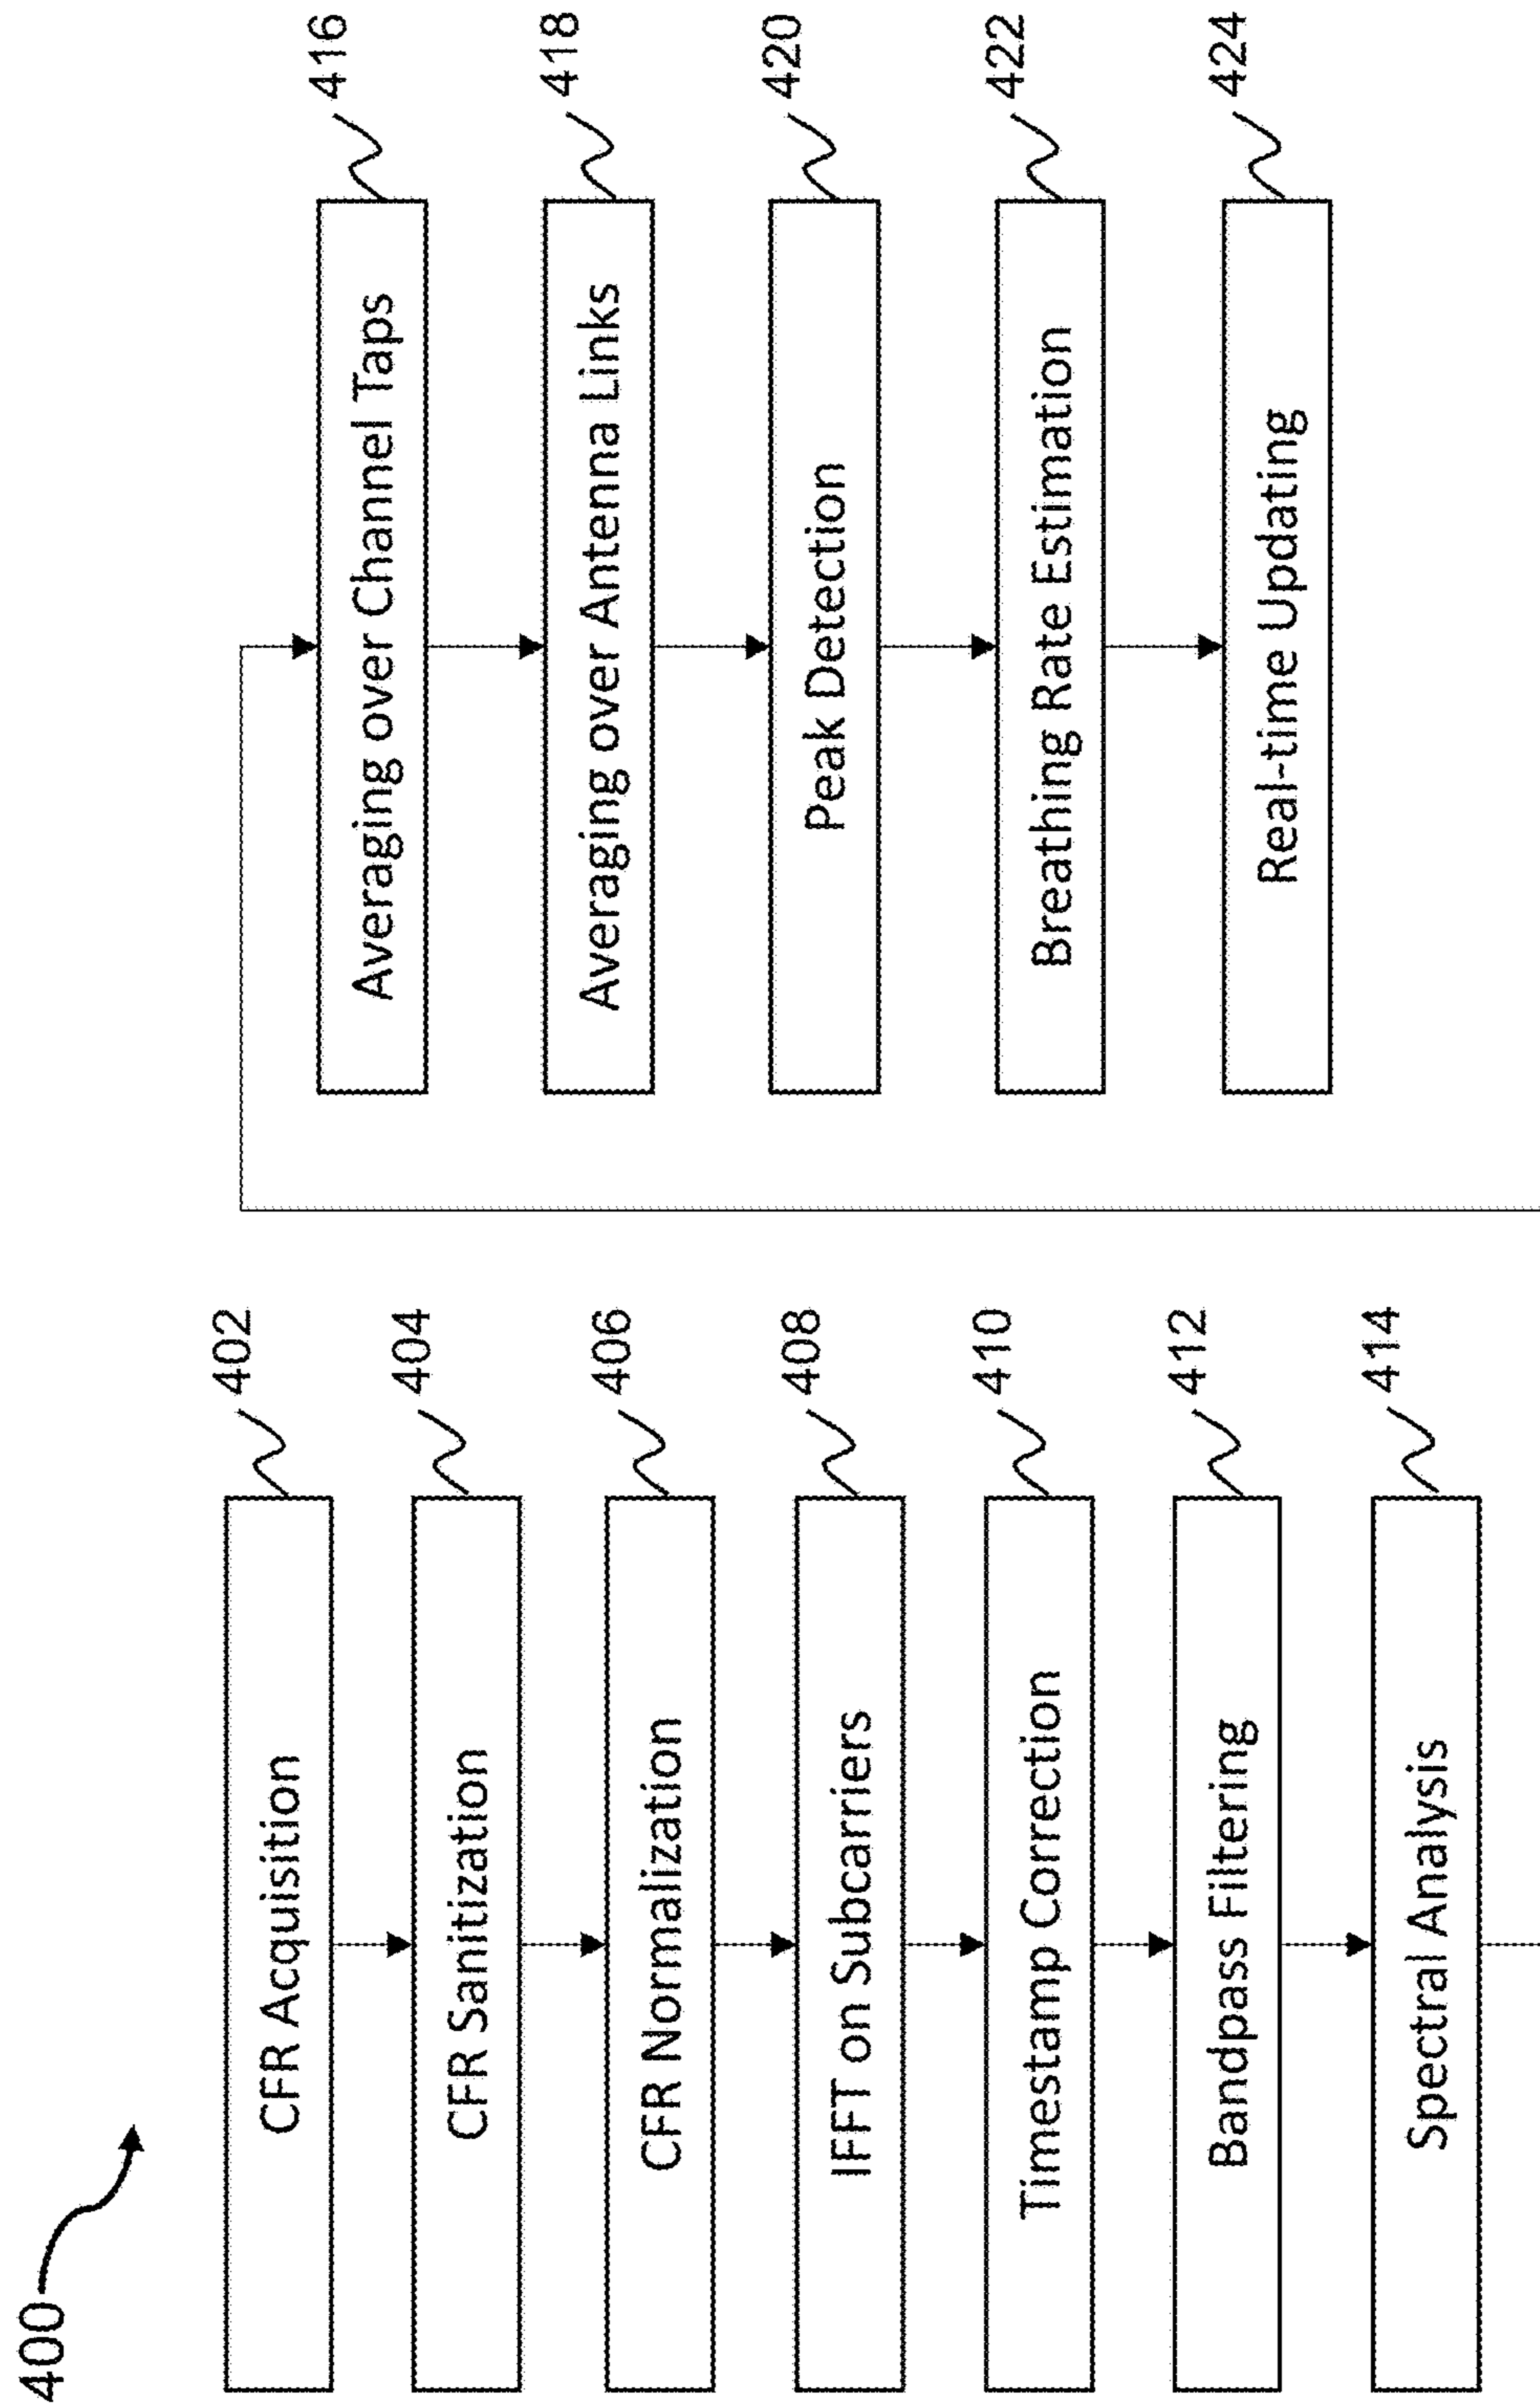 400
CFR Acquisition 402
CFR Sanitization 404
CFR Normalization 406
IFFT on Subcarriers 408
Timestamp Correction 410
Bandpass Filtering 412
Spectral Analysis 414
Averaging over Channel Taps 416
Averaging over Antenna Links 418
Peak Detection 420
Breathing Rate Estimation 422
Real-time Updating 424